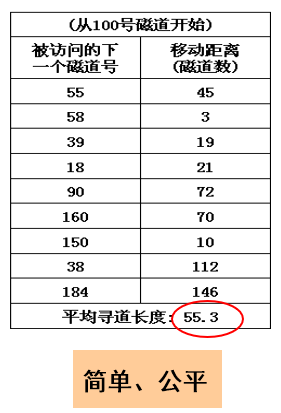 (从100号磁道开始)
被访问的下 移动距离
一个磁道号 (磁道数)
55 45
58 3
39 19
18 21
90 72
160 70
150 10
38 112
184 146
平均寻道长度: 55.3
简单、公平